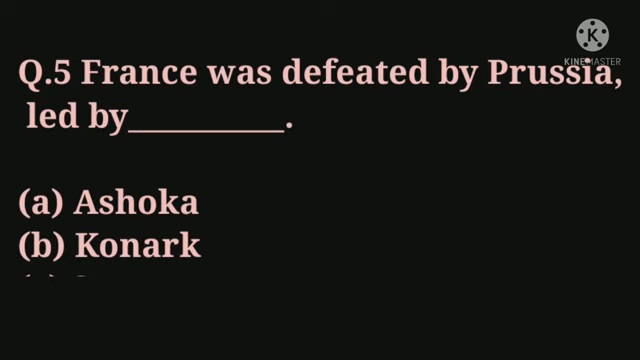 K
KINEMASTER
Q.5 France was defeated by Prussia,
led by__________.
(a) Ashoka
(b) Konark